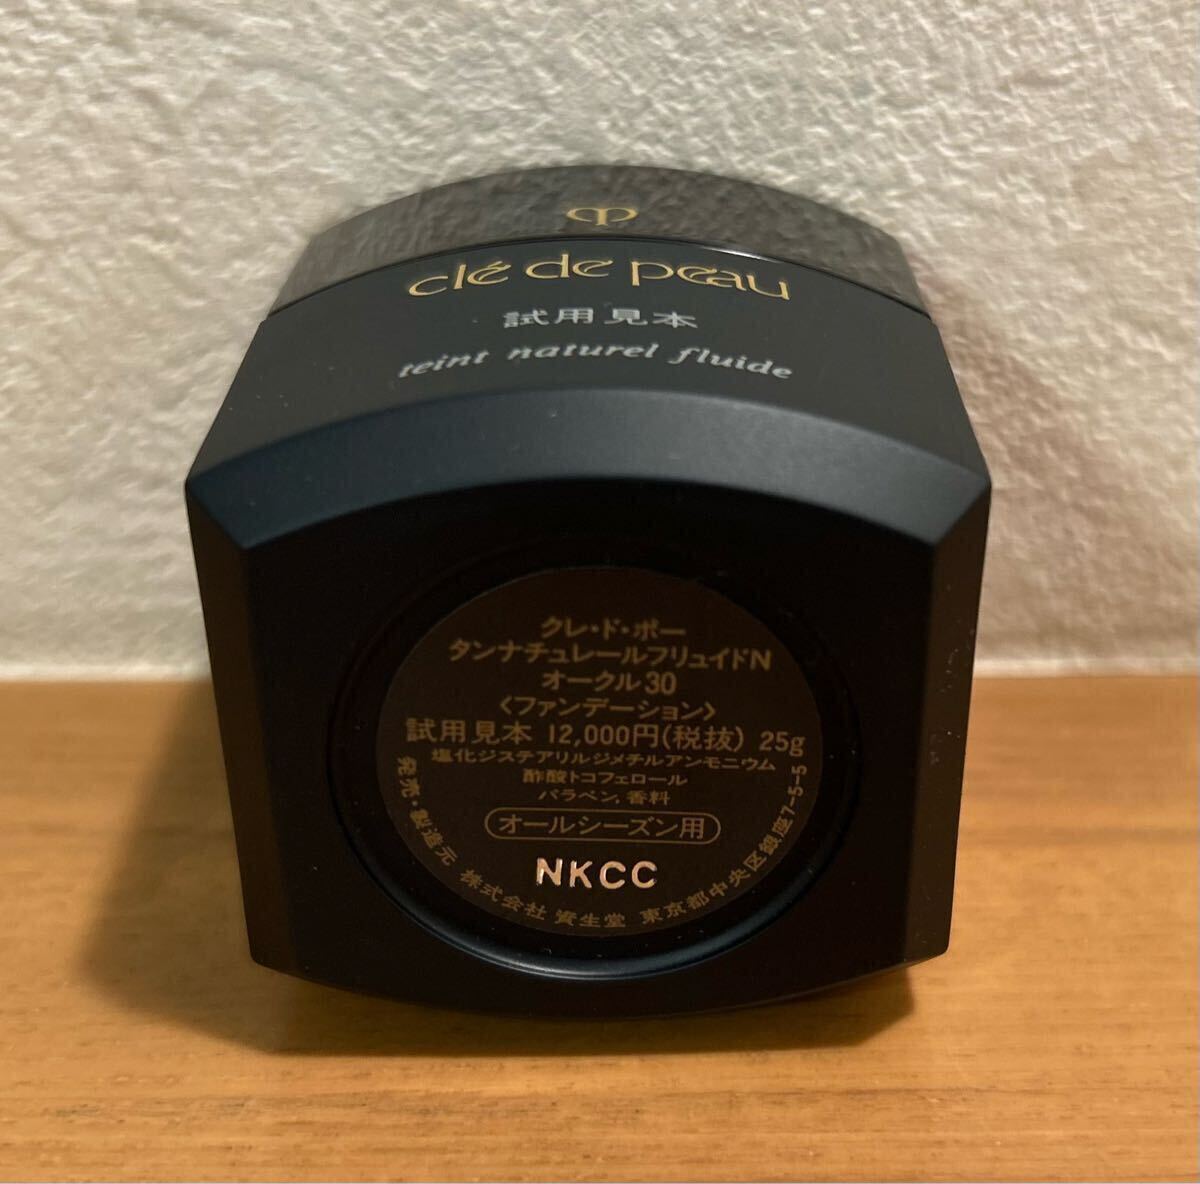 clé de peau
試用見本
teint naturel fluide
クレ・ド・ポー
タンナチュレールフリュイドN
オークル30
〈ファンデーション〉
試用見本 12,000円(税抜) 25g
塩化ジステアリルジメチルアンモニウム
酢酸トコフェロール
パラベン,香料
オールシーズン用
NKCC
発売・製造元 株式会社 資生堂 東京都中央区銀座7-5-5